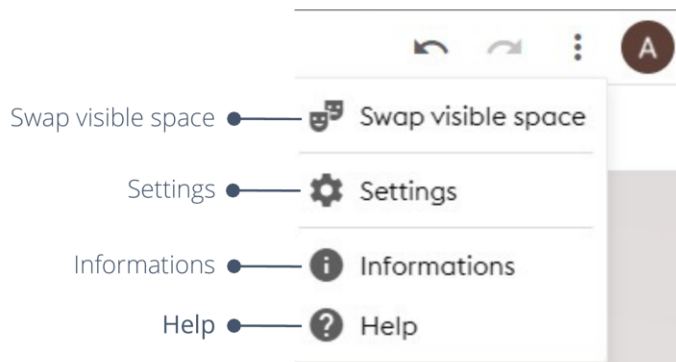 A
Swap visible space Swap visible space
Settings Settings
Informations Informations
Help Help